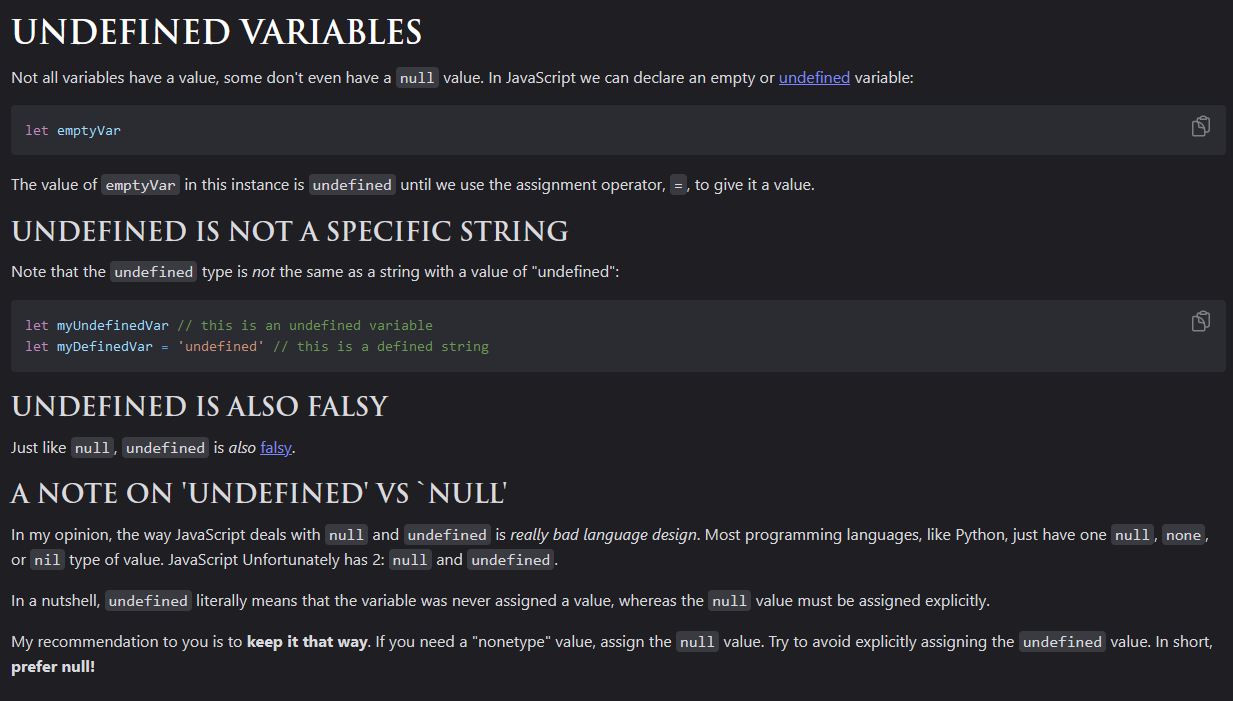 UNDEFINED VARIABLES
Not all variables have a value, some don't even have a null value. In JavaScript we can declare an empty or undefined variable:
let emptyVar
The value of emptyVar in this instance is undefined until we use the assignment operator, =, to give it a value.
UNDEFINED IS NOT A SPECIFIC STRING
Note that the undefined type is not the same as a string with a value of "undefined":
let myUndefinedVar // this is an undefined variable
let myDefinedVar = 'undefined' // this is a defined string
UNDEFINED IS ALSO FALSY
Just like null, undefined is also falsy.
A NOTE ON 'UNDEFINED' VS `NULL'
In my opinion, the way JavaScript deals with null and undefined is really bad language design. Most programming languages, like Python, just have one null, none,
or nil type of value. JavaScript Unfortunately has 2: null and undefined.
In a nutshell, undefined literally means that the variable was never assigned a value, whereas the null value must be assigned explicitly.
My recommendation to you is to keep it that way. If you need a "nonetype" value, assign the null value. Try to avoid explicitly assigning the undefined value. In short,
prefer null!